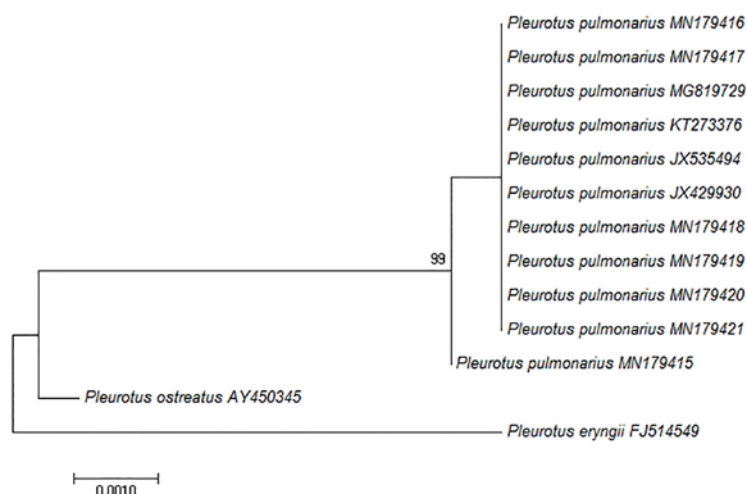 Pleurotus pulmonarius MN179416
Pleurotus pulmonarius MN179417
Pleurotus pulmonarius MG819729
Pleurotus pulmonarius KT273376
Pleurotus pulmonarius JX535494
Pleurotus pulmonarius JX429930
Pleurotus pulmonarius MN179418
Pleurotus pulmonarius MN179419
99
Pleurotus pulmonarius MN179420
Pleurotus pulmonarius MN179421
Pleurotus pulmonarius MN179415
Pleurotus ostreatus AY450345
Pleurotus eryngii FJ514549
0.0010